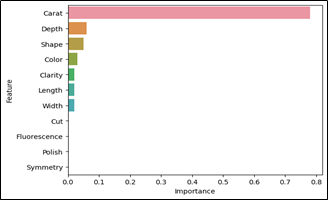 Carat
Depth
Shape
Color
Clarity
Length
Width
Cut
Fluorescence
Polish
Symmetry
Feature
0.0 0.1 0.2 0.3 0.4 0.5 0.6 0.7 0.8
Importance